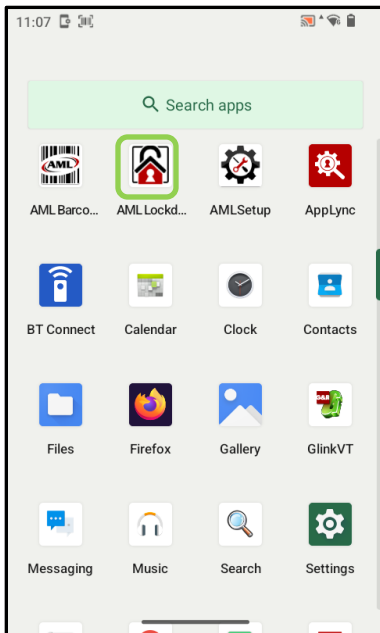 11:07
Search apps
AML
AML Barco... AML Lockd... AMLSetup AppLync
BT Connect Calendar Clock Contacts
Files Firefox Gallery GlinkVT
Messaging Music Search Settings